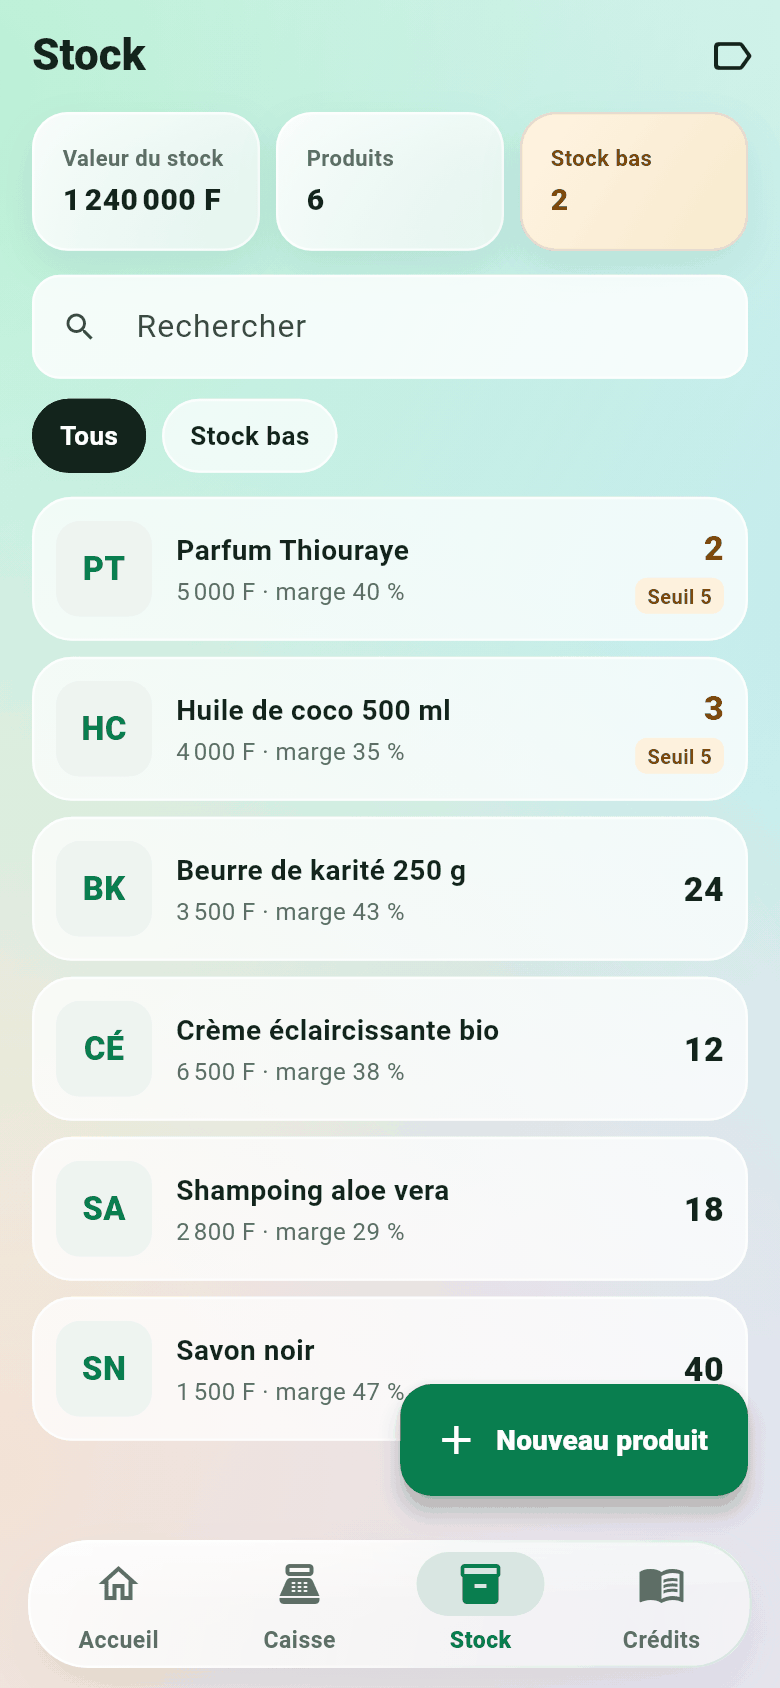 Stock
Valeur du stock
1 240 000 F
Produits
6
Stock bas
2
Rechercher
Tous
Stock bas
PT
Parfum Thiouraye
5 000 F · marge 40 %
2
Seuil 5
HC
Huile de coco 500 ml
4 000 F · marge 35 %
3
Seuil 5
BK
Beurre de karité 250 g
3 500 F · marge 43 %
24
CÉ
Crème éclaircissante bio
6 500 F · marge 38 %
12
SA
Shampoing aloe vera
2 800 F · marge 29 %
18
SN
Savon noir
1 500 F · marge 47 %
40
Nouveau produit
Accueil
Caisse
Stock
Crédits